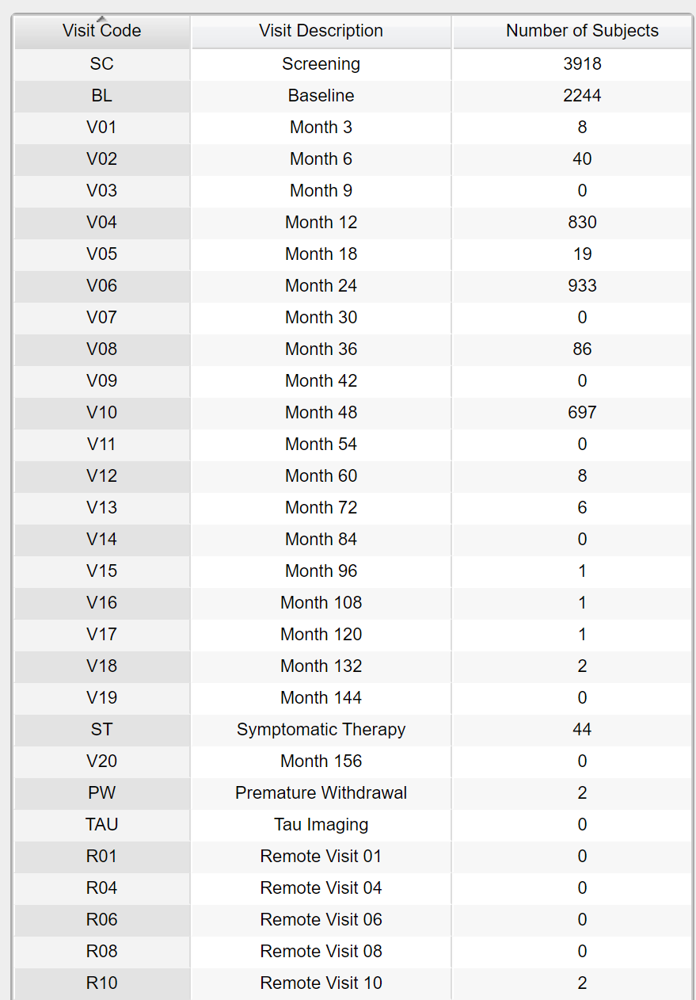 Visit Code Visit Description Number of Subjects
SC Screening 3918
BL Baseline 2244
V01 Month 3 8
V02 Month 6 40
V03 Month 9 0
V04 Month 12 830
V05 Month 18 19
V06 Month 24 933
V07 Month 30 0
V08 Month 36 86
V09 Month 42 0
V10 Month 48 697
V11 Month 54 0
V12 Month 60 8
V13 Month 72 6
V14 Month 84 0
V15 Month 96 1
V16 Month 108 1
V17 Month 120 1
V18 Month 132 2
V19 Month 144 0
ST Symptomatic Therapy 44
V20 Month 156 0
PW Premature Withdrawal 2
TAU Tau Imaging 0
R01 Remote Visit 01 0
R04 Remote Visit 04 0
R06 Remote Visit 06 0
R08 Remote Visit 08 0
R10 Remote Visit 10 2